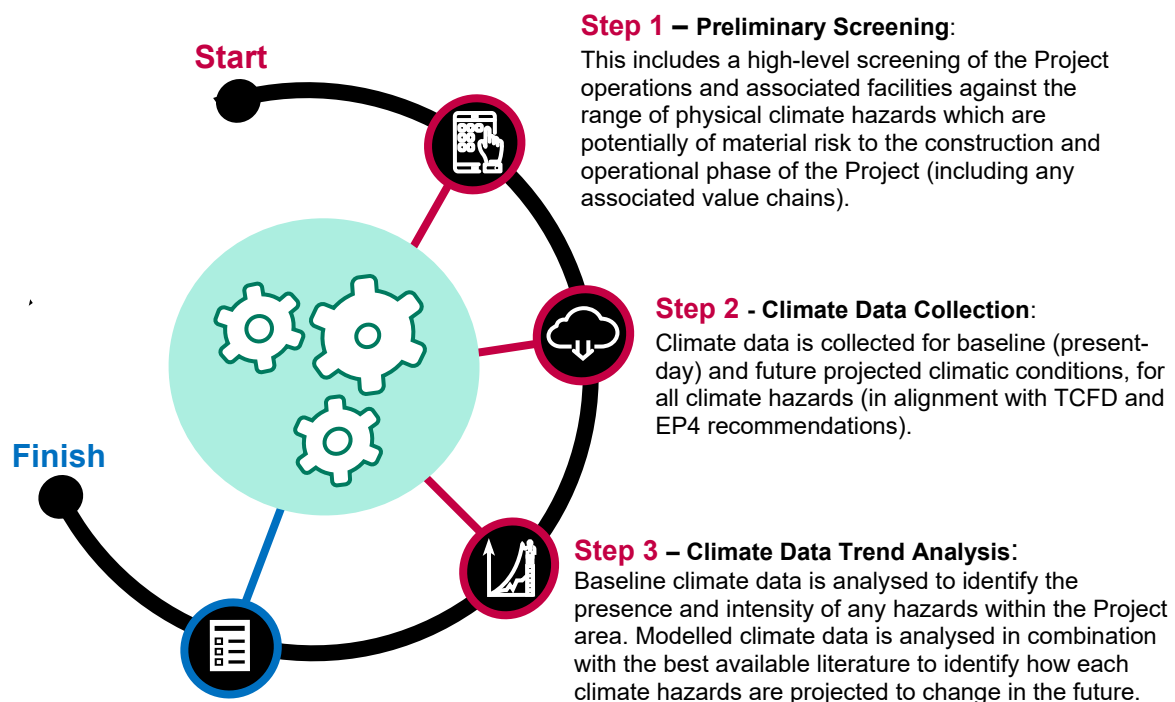 Start
Step 1 – Preliminary Screening:
This includes a high-level screening of the Project
operations and associated facilities against the
range of physical climate hazards which are
potentially of material risk to the construction and
operational phase of the Project (including any
associated value chains).
Step 2 - Climate Data Collection:
Climate data is collected for baseline (present-
day) and future projected climatic conditions, for
all climate hazards (in alignment with TCFD and
EP4 recommendations).
Finish
Step 3 – Climate Data Trend Analysis:
Baseline climate data is analysed to identify the
presence and intensity of any hazards within the Project
area. Modelled climate data is analysed in combination
with the best available literature to identify how each
climate hazards are projected to change in the future.